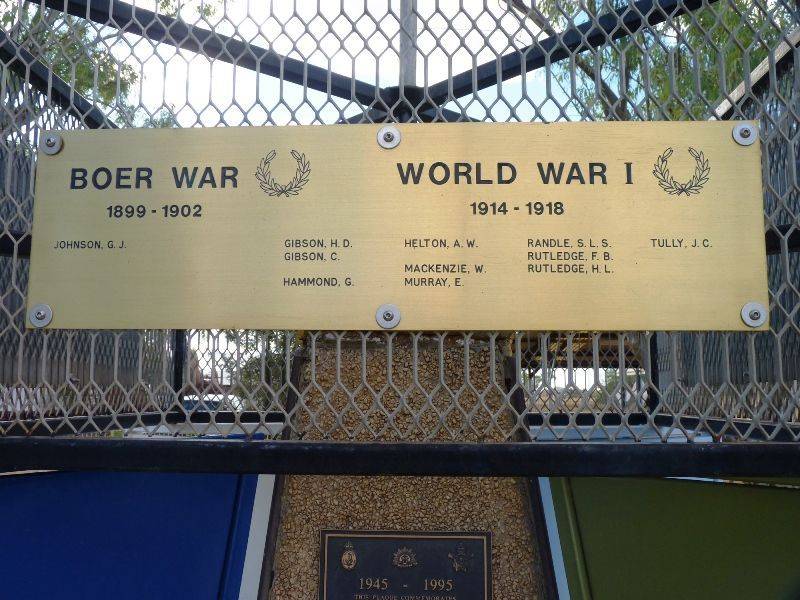 BOER WAR
1899 - 1902
JOHNSON, G. J.
WORLD WAR I
1914 - 1918
GIBSON, H. D.
GIBSON, C.
HAMMOND, G.
HELTON, A. W.
MACKENZIE, W.
MURRAY, E.
RANDLE, S. L. S.
RUTLEDGE, F. B.
RUTLEDGE, H. L.
TULLY, J. C.
1945 - 1995
THIS PLAQUE COMMEMORATES